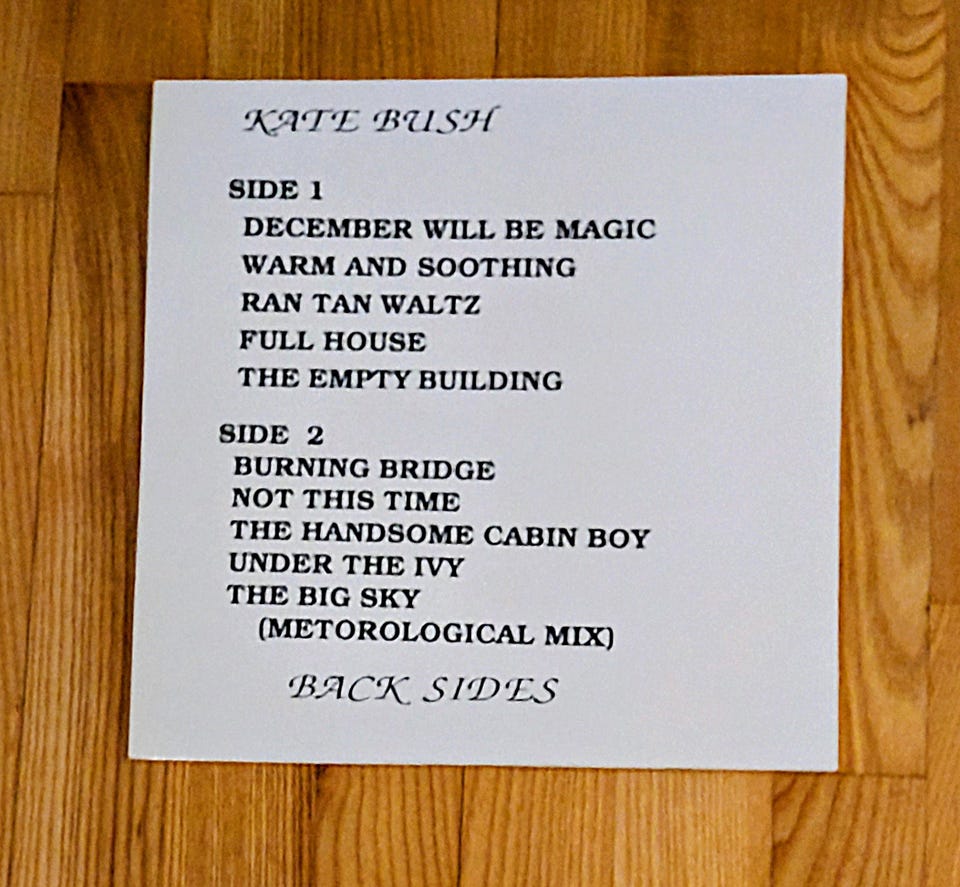 KATE BUSH
SIDE 1
DECEMBER WILL BE MAGIC
WARM AND SOOTHING
RAN TAN WALTZ
FULL HOUSE
THE EMPTY BUILDING
SIDE 2
BURNING BRIDGE
NOT THIS TIME
THE HANDSOME CABIN BOY
UNDER THE IVY
THE BIG SKY
(METOROLOGICAL MIX)
BACK SIDES